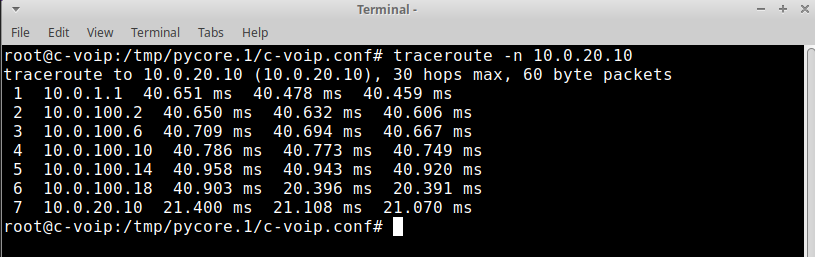 Terminal -
File Edit View Terminal Tabs Help
root@c-voip:/tmp/pycore.1/c-voip.conf# traceroute -n 10.0.20.10
traceroute to 10.0.20.10 (10.0.20.10), 30 hops max, 60 byte packets
 1  10.0.1.1  40.651 ms  40.478 ms  40.459 ms
 2  10.0.100.2  40.650 ms  40.632 ms  40.606 ms
 3  10.0.100.6  40.709 ms  40.694 ms  40.667 ms
 4  10.0.100.10  40.786 ms  40.773 ms  40.749 ms
 5  10.0.100.14  40.958 ms  40.943 ms  40.920 ms
 6  10.0.100.18  40.903 ms  20.396 ms  20.391 ms
 7  10.0.20.10  21.400 ms  21.108 ms  21.070 ms
root@c-voip:/tmp/pycore.1/c-voip.conf#